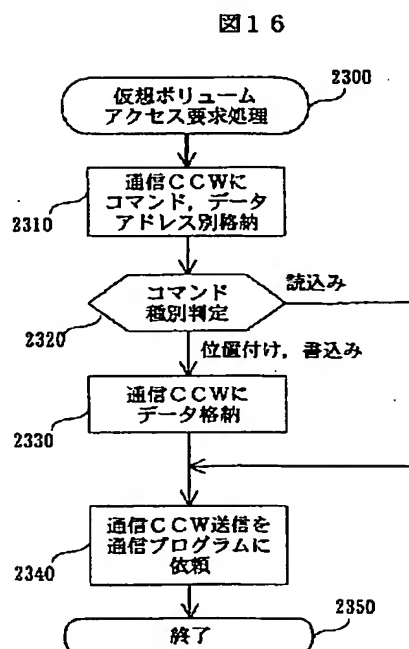 図16
2300
仮想ボリューム
アクセス要求処理
通信CCWに
コマンド,データ
アドレス別格納
2310
コマンド
種別判定
読込み
2320
位置付け,書込み
通信CCWに
データ格納
2330
通信CCW送信を
通信プログラムに
依頼
2340
終了
2350